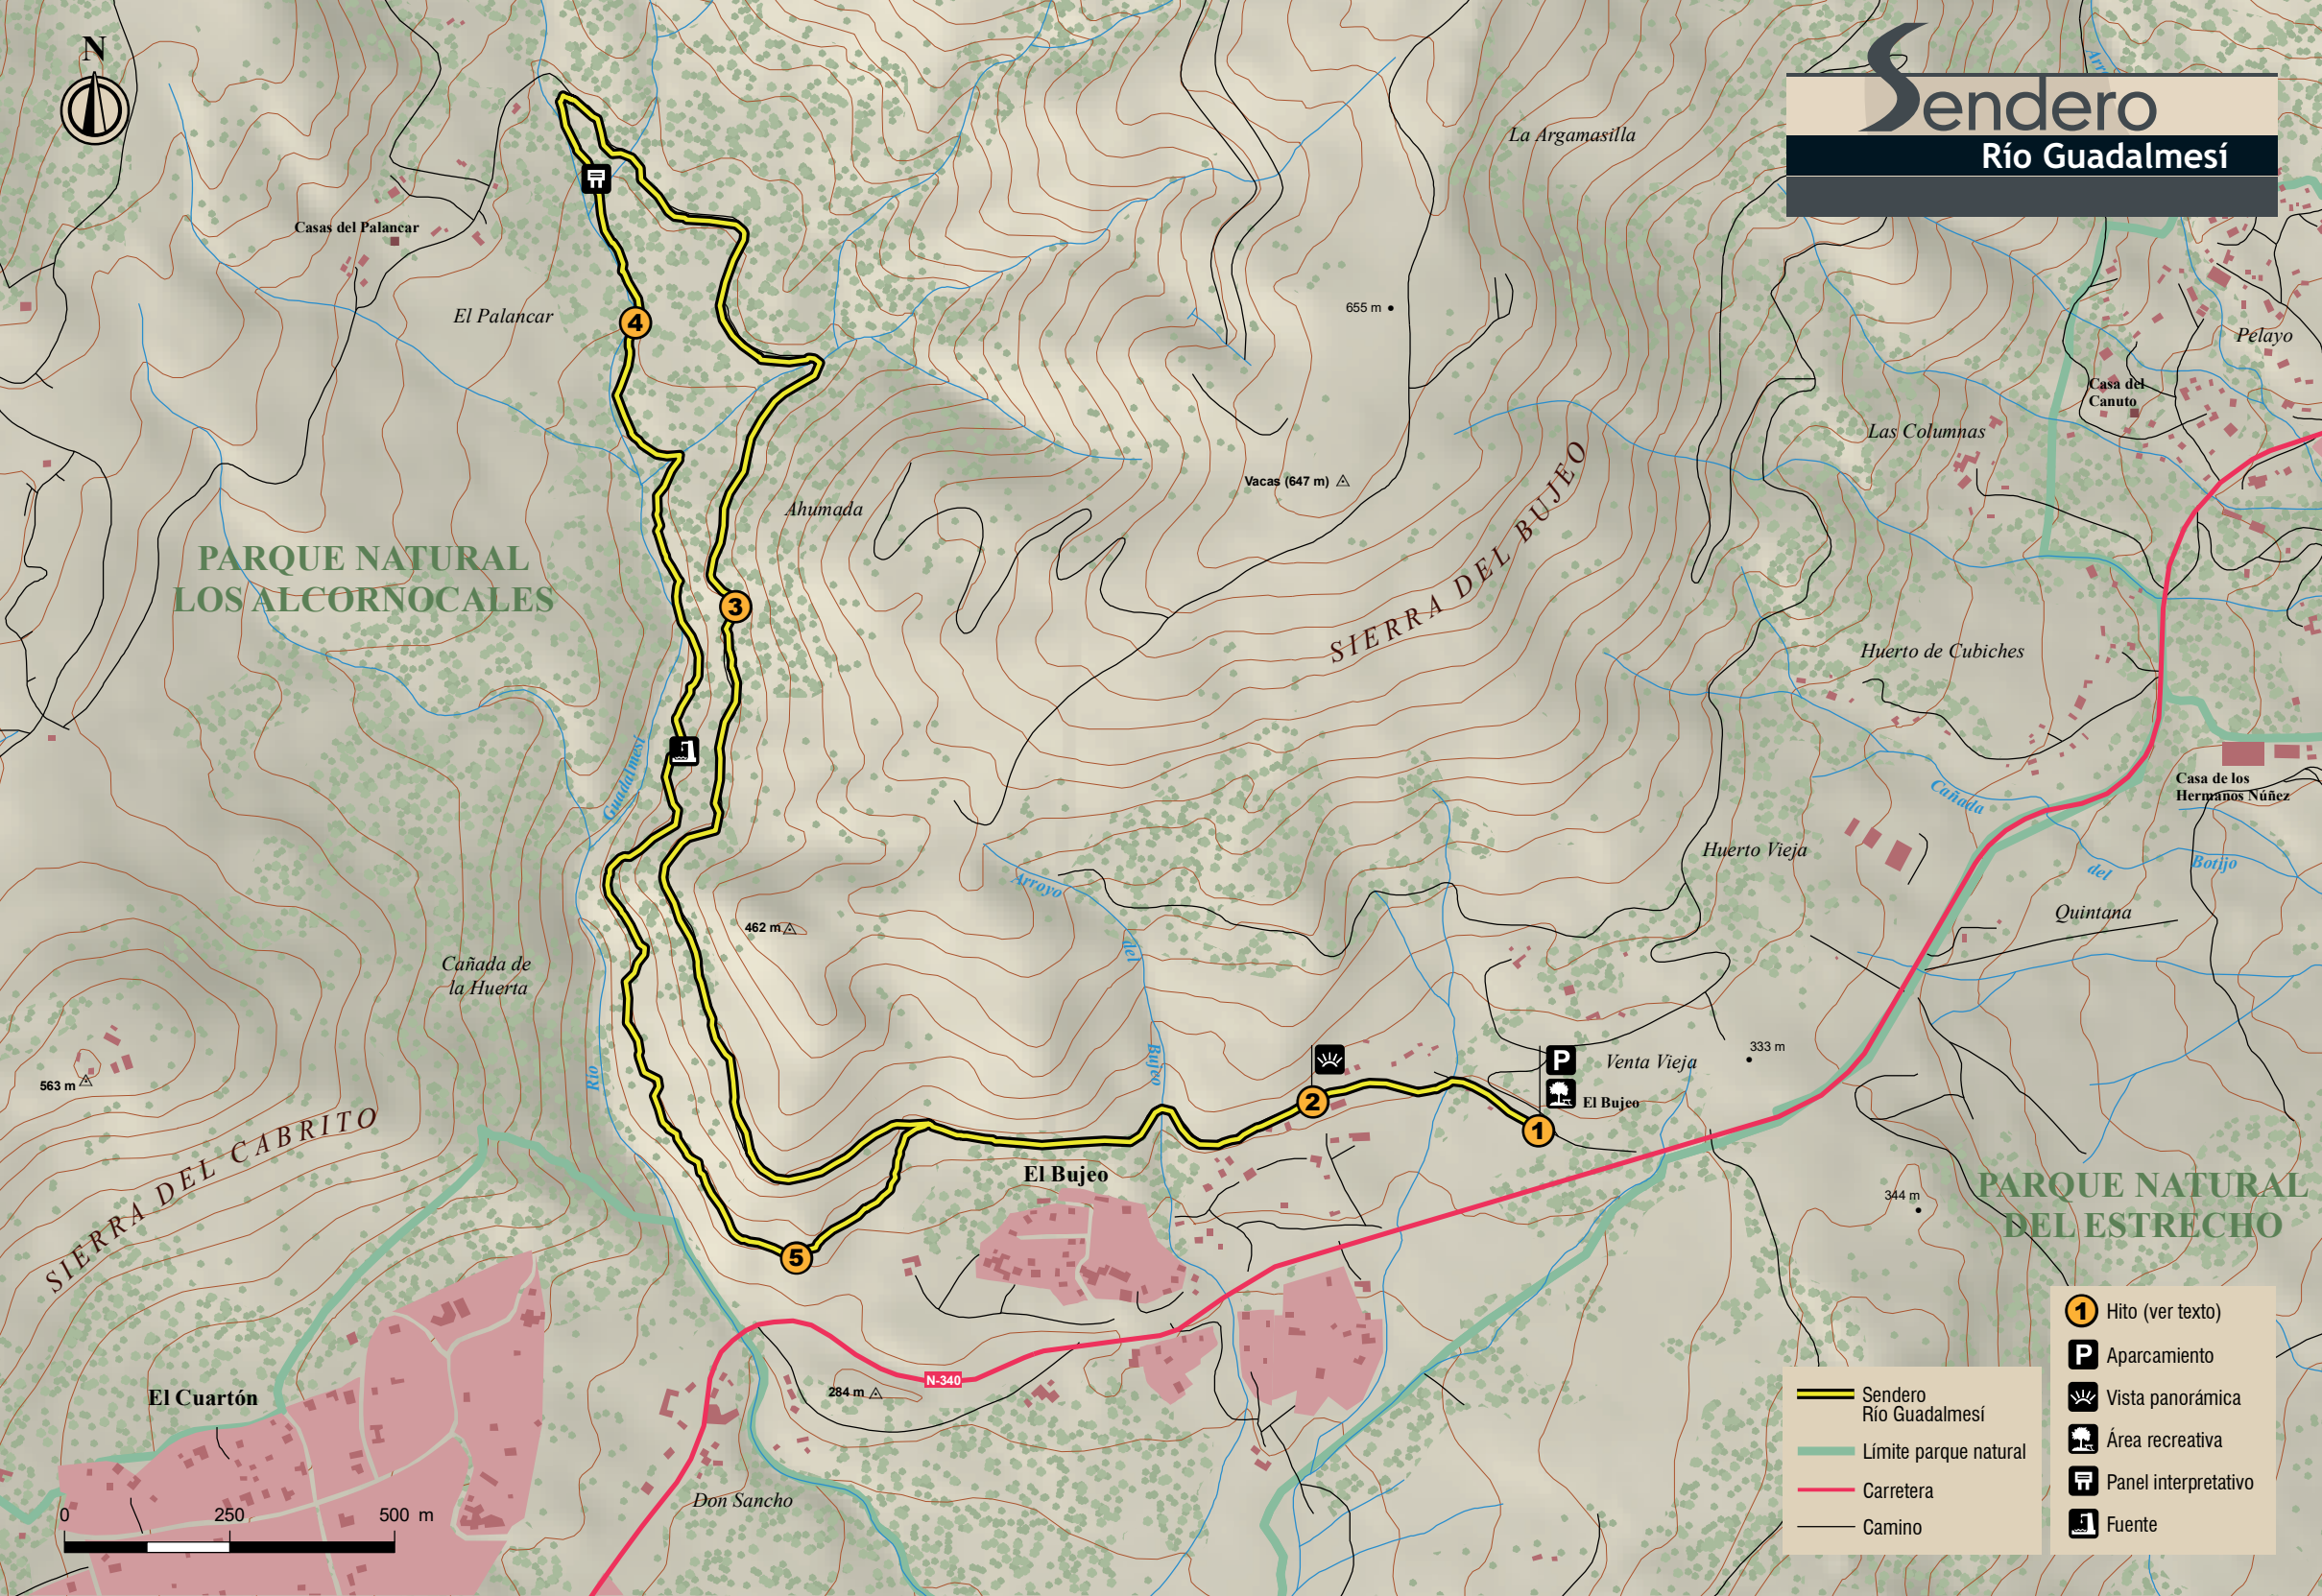 N
Sendero
Río Guadalmesí
La Argamasilla
Casas del Palancar
El Palancar
4
655 m
Pelayo
Casa del
Canuto
Las Columnas
Vacas (647 m)
Ahumada
SIERRA DEL BUJEO
PARQUE NATURAL
LOS ALCORNOCALES
3
Huerto de Cubiches
Guadalmesí
Casa de los
Hermanos Núñez
Cañada
del
Botijo
Huerto Vieja
Arroyo
del
Bujeo
Quintana
462 m
Cañada de
la Huerta
Río
563 m
SIERRA DEL CABRITO
333 m
P
Venta Vieja
El Bujeo
2
1
El Bujeo
5
344 m
PARQUE NATURAL
DEL ESTRECHO
N-340
284 m
El Cuartón
Don Sancho
0 250 500 m
Sendero
Río Guadalmesí
Límite parque natural
Carretera
Camino
1 Hito (ver texto)
P Aparcamiento
Vista panorámica
Área recreativa
Panel interpretativo
Fuente